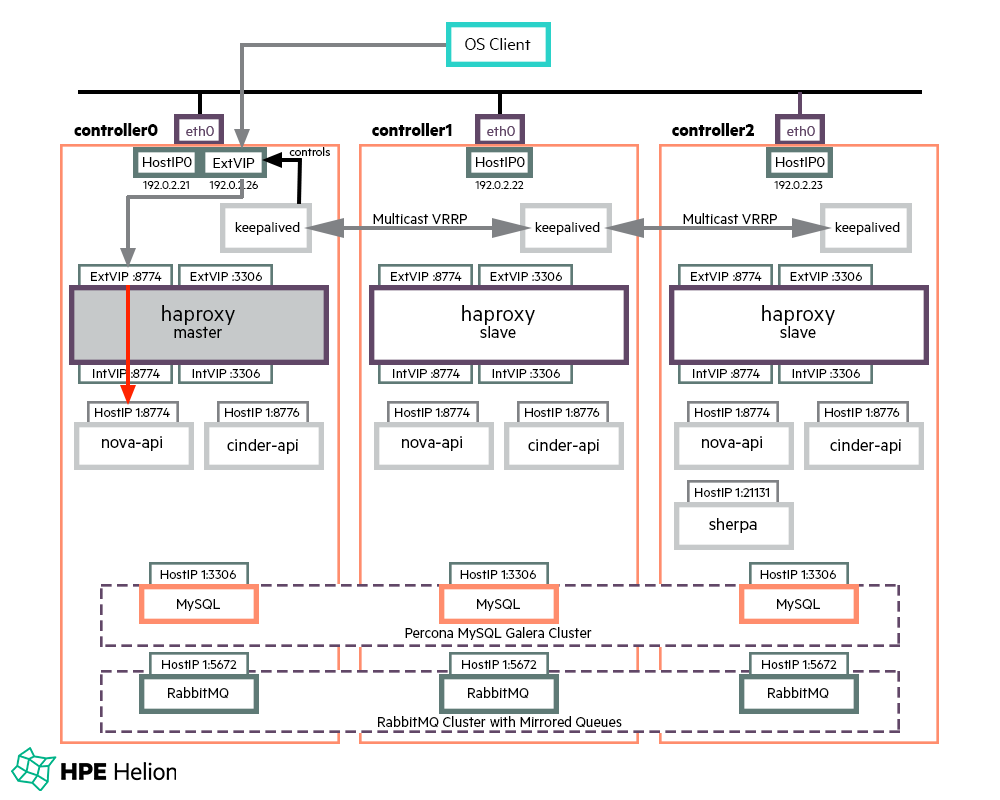 OS Client
controller0
eth0
controller1
eth0
controller2
eth0
HostIP0
ExtVIP
controls
HostIP0
HostIP0
192.0.2.21
192.0.2.26
192.0.2.22
192.0.2.23
keepalived
Multicast VRRP
keepalived
Multicast VRRP
keepalived
ExtVIP :8774
ExtVIP :3306
ExtVIP :8774
ExtVIP :3306
ExtVIP :8774
ExtVIP :3306
haproxy
master
haproxy
slave
haproxy
slave
IntVIP :8774
IntVIP :3306
IntVIP :8774
IntVIP :3306
IntVIP :8774
IntVIP :3306
HostIP 1:8774
HostIP 1:8776
HostIP 1:8774
HostIP 1:8776
HostIP 1:8774
HostIP 1:8776
nova-api
cinder-api
nova-api
cinder-api
nova-api
cinder-api
HostIP 1:21131
sherpa
HostIP 1:3306
HostIP 1:3306
HostIP 1:3306
MySQL
MySQL
MySQL
Percona MySQL Galera Cluster
HostIP 1:5672
HostIP 1:5672
HostIP 1:5672
RabbitMQ
RabbitMQ
RabbitMQ
RabbitMQ Cluster with Mirrored Queues
HPE Helion